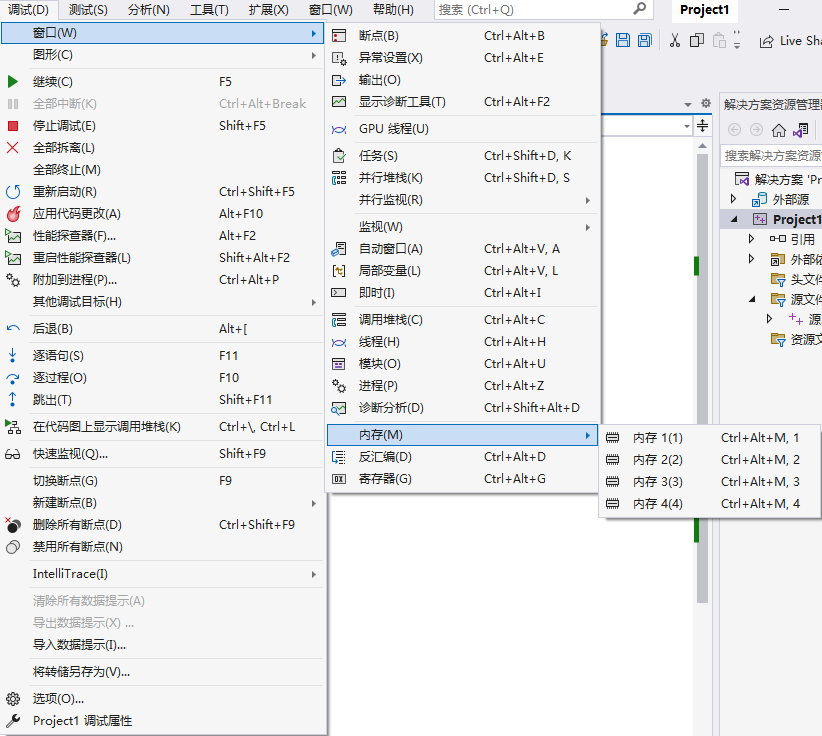 调试(D) 测试(S) 分析(N) 工具(T) 扩展(X) 窗口(W) 帮助(H) 搜索 (Ctrl+Q) Project1
Live Sha
窗口(W)
图形(C)
继续(C) F5
全部中断(K) Ctrl+Alt+Break
停止调试(E) Shift+F5
全部拆离(L)
全部终止(M)
重新启动(R) Ctrl+Shift+F5
应用代码更改(A) Alt+F10
性能探查器(F)... Alt+F2
重启性能探查器(L) Shift+Alt+F2
附加到进程(P)... Ctrl+Alt+P
其他调试目标(H)
后退(B) Alt+[
逐语句(S) F11
逐过程(O) F10
跳出(T) Shift+F11
在代码图上显示调用堆栈(K) Ctrl+\, Ctrl+L
快速监视(Q)... Shift+F9
切换断点(G) F9
新建断点(B)
删除所有断点(D) Ctrl+Shift+F9
禁用所有断点(N)
IntelliTrace(I)
清除所有数据提示(A)
导出数据提示(X) ...
导入数据提示(I)...
将转储另存为(V)...
选项(O)...
Project1 调试属性
断点(B) Ctrl+Alt+B
异常设置(X) Ctrl+Alt+E
输出(O)
显示诊断工具(T) Ctrl+Alt+F2
GPU 线程(U)
任务(S) Ctrl+Shift+D, K
并行堆栈(K) Ctrl+Shift+D, S
并行监视(R)
监视(W)
自动窗口(A) Ctrl+Alt+V, A
局部变量(L) Ctrl+Alt+V, L
即时(I) Ctrl+Alt+I
调用堆栈(C) Ctrl+Alt+C
线程(H) Ctrl+Alt+H
模块(O) Ctrl+Alt+U
进程(P) Ctrl+Alt+Z
诊断分析(D) Ctrl+Shift+Alt+D
内存(M)
反汇编(D) Ctrl+Alt+D
寄存器(G) Ctrl+Alt+G
内存 1(1) Ctrl+Alt+M, 1
内存 2(2) Ctrl+Alt+M, 2
内存 3(3) Ctrl+Alt+M, 3
内存 4(4) Ctrl+Alt+M, 4
解决方案资源管理器
搜索解决方案资源
解决方案 'Pr
外部源
Project1
引用
外部依
头文件
源文件
源
资源文